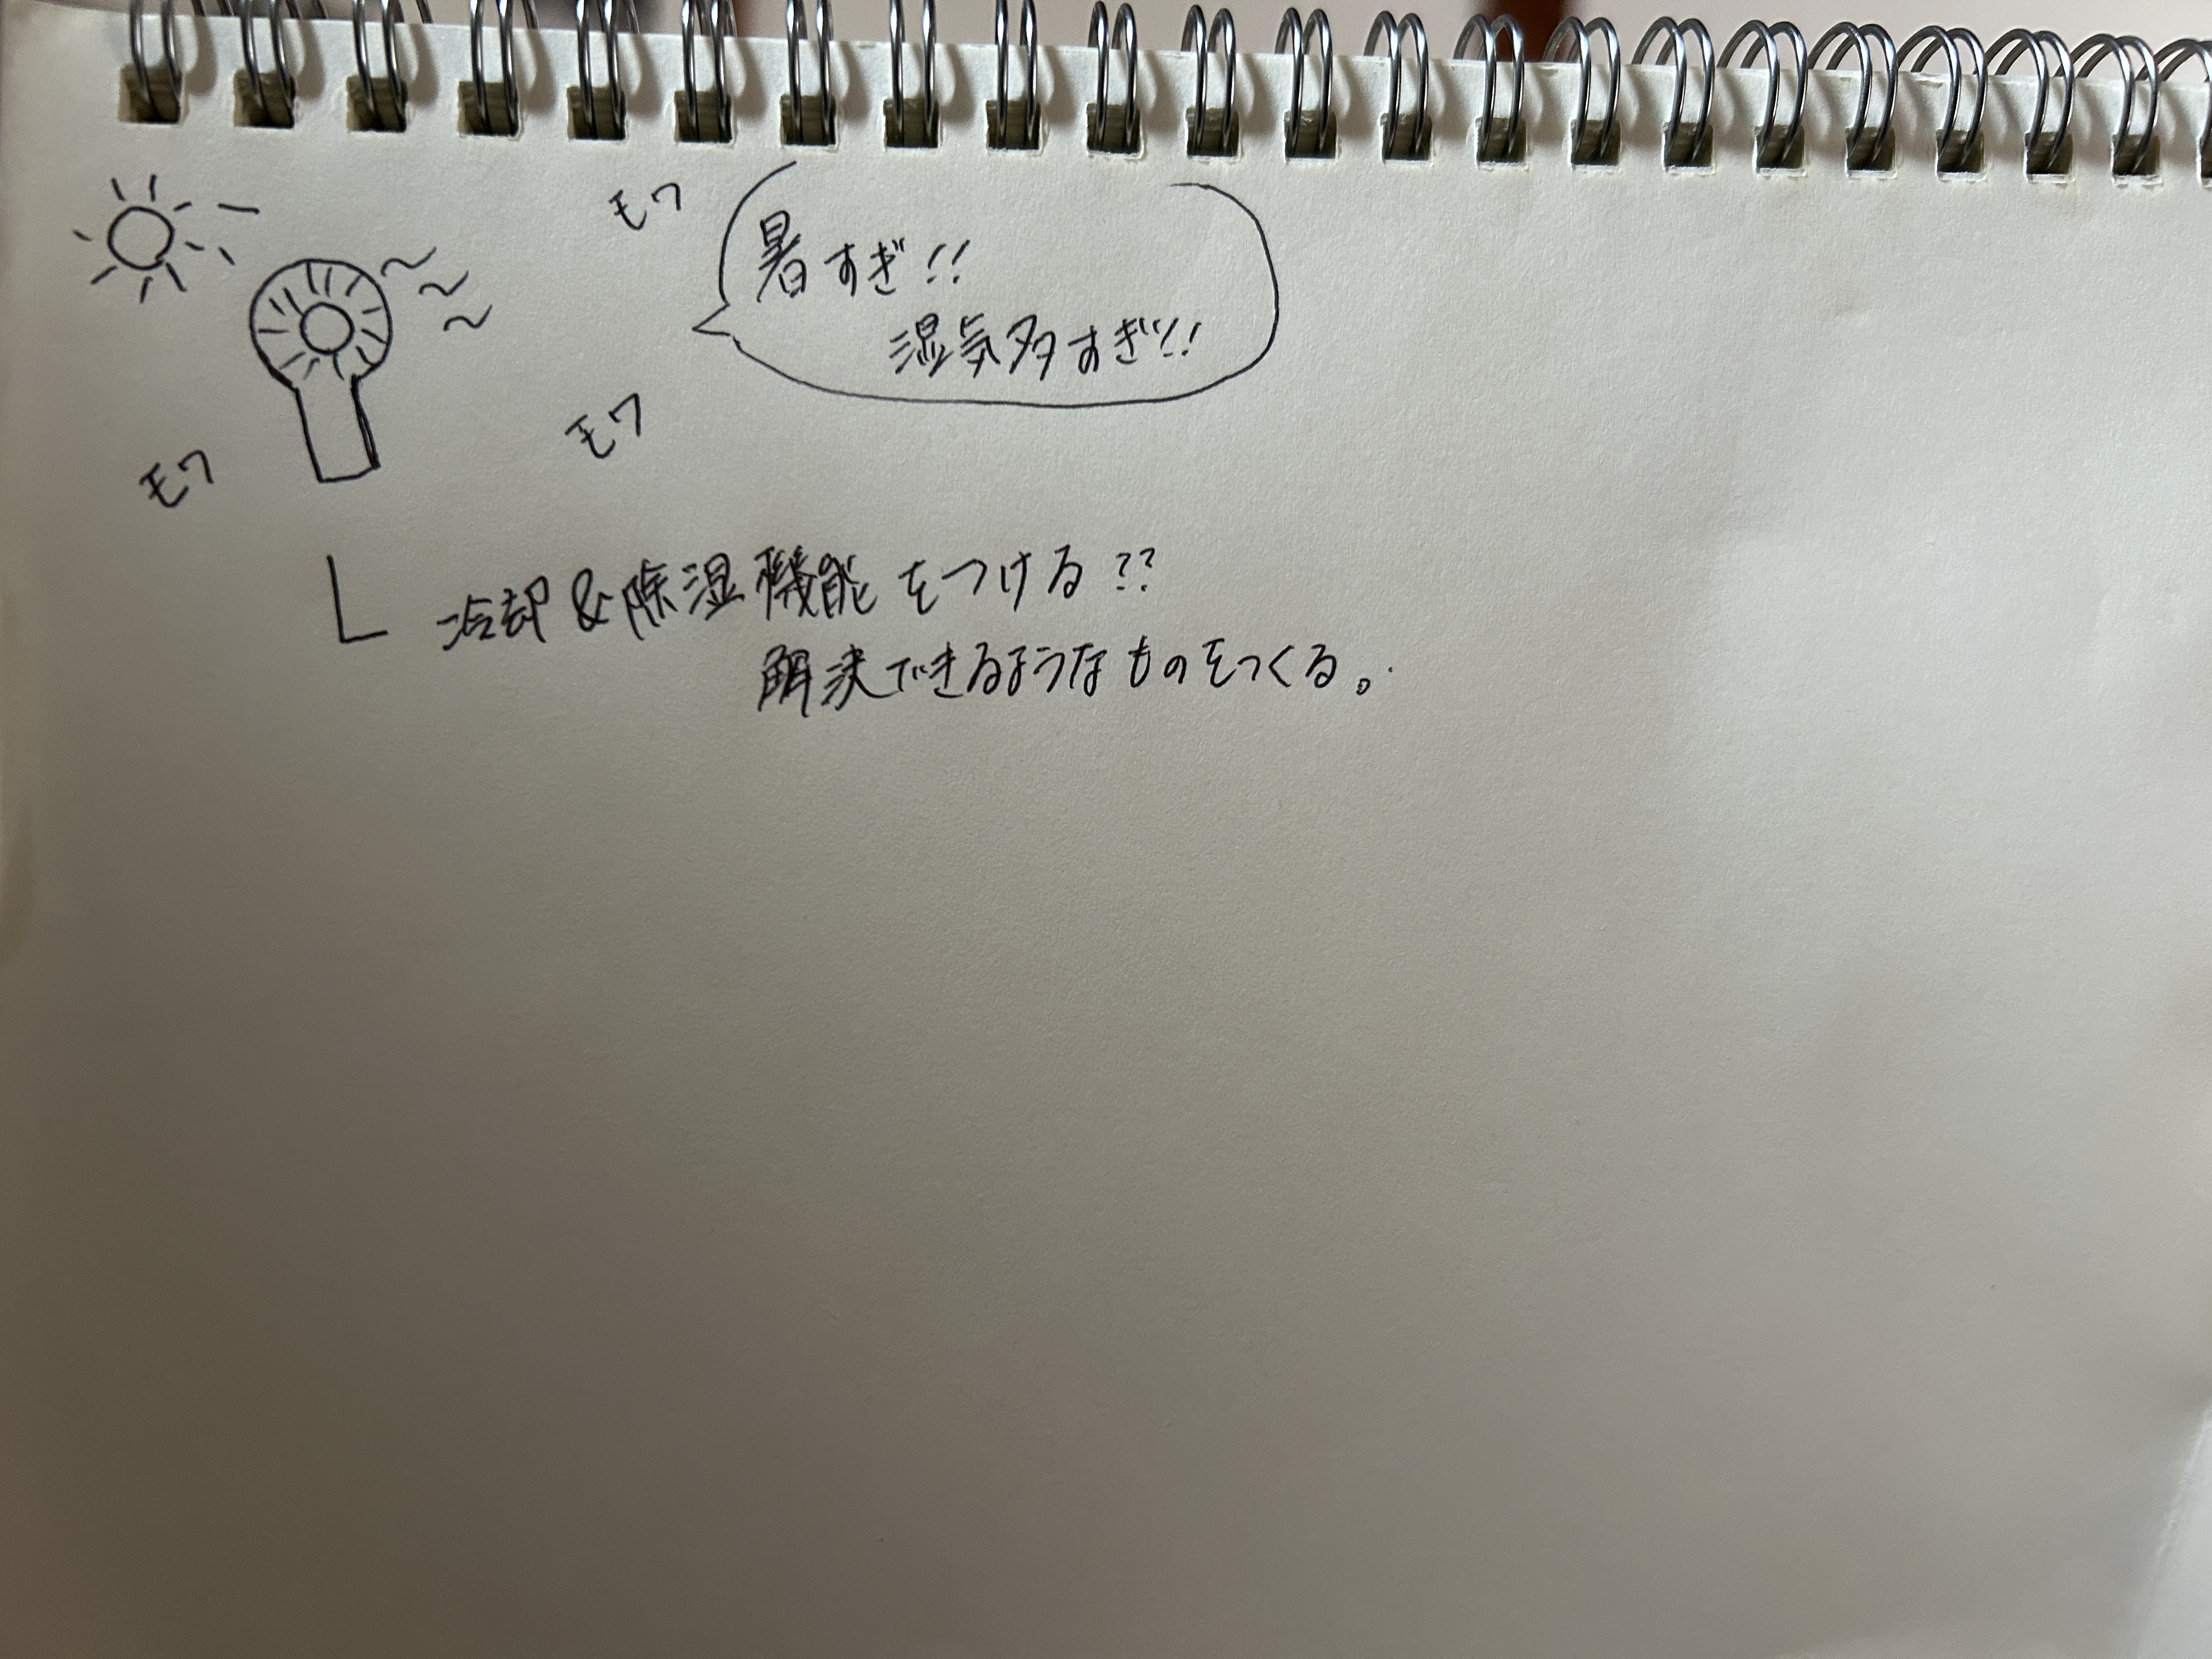 モワ
暑すぎ!!
湿気多すぎ!!
モワ
モワ
冷却&除湿機能をつける??
解決できるようなものをつくる。